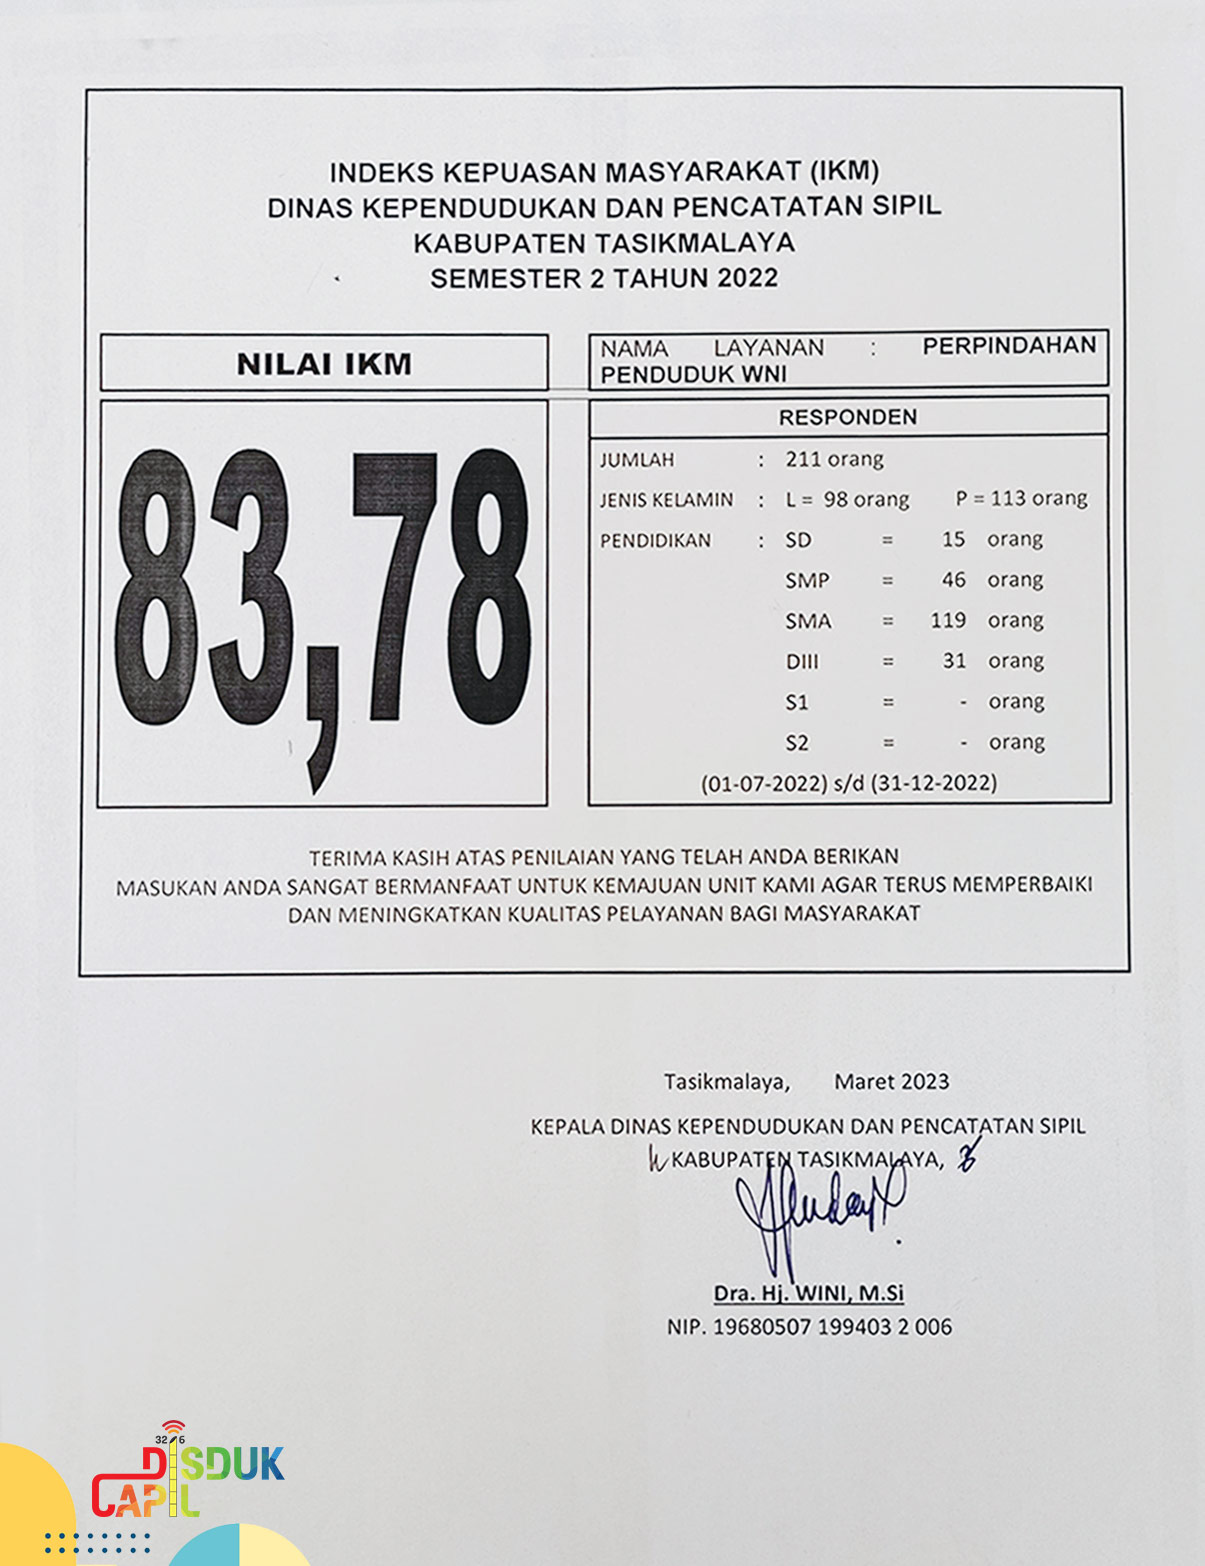 INDEKS KEPUASAN MASYARAKAT (IKM)
DINAS KEPENDUDUKAN DAN PENCATATAN SIPIL
KABUPATEN TASIKMALAYA
SEMESTER 2 TAHUN 2022
NILAI IKM
83,78
NAMA LAYANAN : PERPINDAHAN
PENDUDUK WNI
RESPONDEN
JUMLAH : 211 orang
JENIS KELAMIN : L = 98 orang P = 113 orang
PENDIDIKAN : SD = 15 orang
SMP = 46 orang
SMA = 119 orang
DIII = 31 orang
S1 = - orang
S2 = - orang
(01-07-2022) s/d (31-12-2022)
TERIMA KASIH ATAS PENILAIAN YANG TELAH ANDA BERIKAN
MASUKAN ANDA SANGAT BERMANFAAT UNTUK KEMAJUAN UNIT KAMI AGAR TERUS MEMPERBAIKI
DAN MENINGKATKAN KUALITAS PELAYANAN BAGI MASYARAKAT
Tasikmalaya, Maret 2023
KEPALA DINAS KEPENDUDUKAN DAN PENCATATAN SIPIL
KABUPATEN TASIKMALAYA,
Dra. Hj. WINI, M.Si
NIP. 19680507 199403 2 006
DISDUK
CAPIL